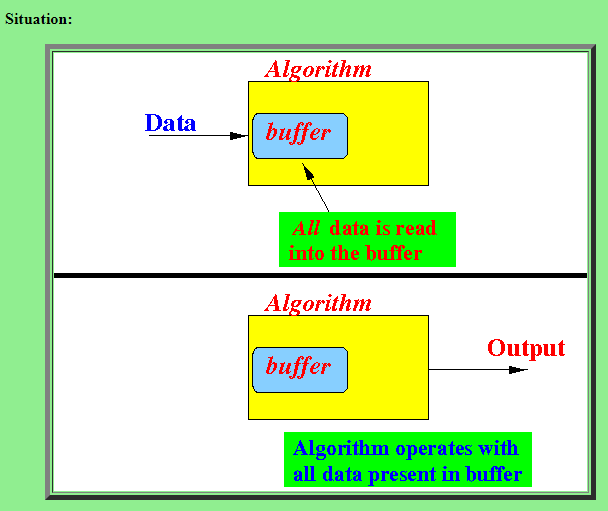 Situation:
Algorithm
Data
buffer
All data is read
into the buffer
Algorithm
Output
buffer
Algorithm operates with
all data present in buffer